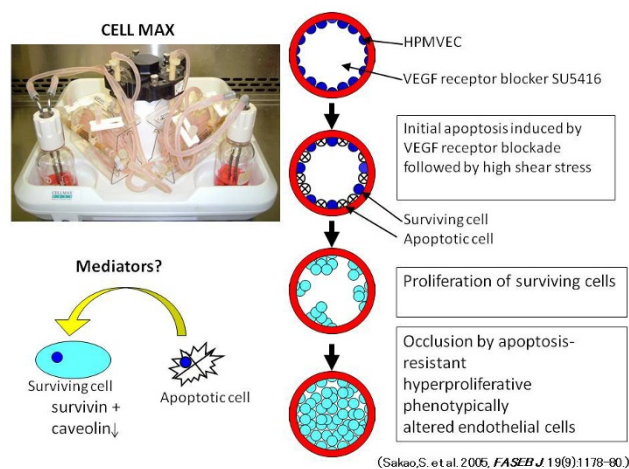 CELL MAX
HPMVEC
VEGF receptor blocker SU5416
Initial apoptosis induced by
VEGF receptor blockade
followed by high shear stress
Surviving cell
Apoptotic cell
Proliferation of surviving cells
Occlusion by apoptosis-
resistant
hyperproliferative
phenotypically
altered endothelial cells
Mediators?
Surviving cell
survivin +
caveolin↓
Apoptotic cell
CELLMAX
(Sakao,S. et al. 2005, FASEB J, 19(9):1178-80.)